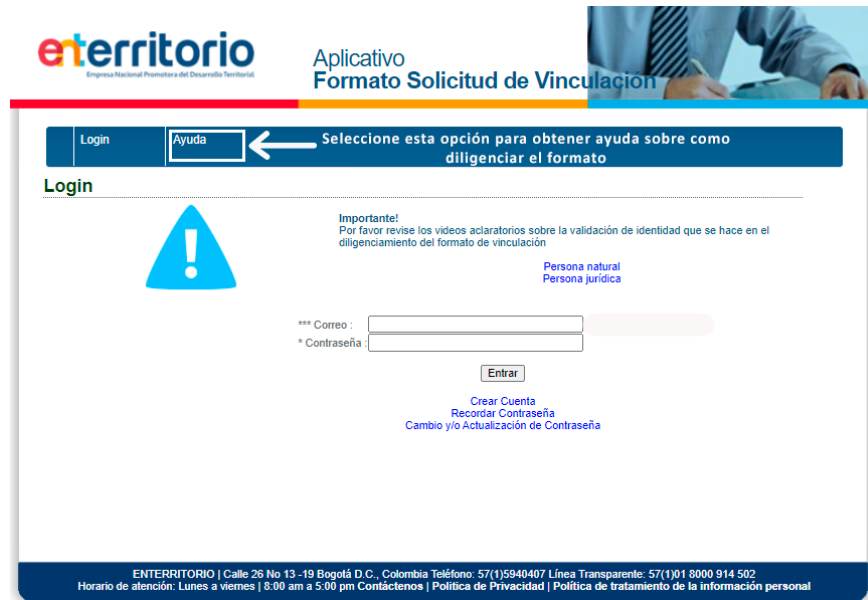 enterritorio
Empresa Nacional Promotora del Desarrollo Territorial
Aplicativo
Formato Solicitud de Vinculación
Login
Ayuda
Seleccione esta opción para obtener ayuda sobre como
diligenciar el formato
Login
Importante!
Por favor revise los videos aclaratorios sobre la validación de identidad que se hace en el
diligenciamiento del formato de vinculación
Persona natural
Persona jurídica
*** Correo :
* Contraseña :
Entrar
Crear Cuenta
Recordar Contraseña
Cambio y/o Actualización de Contraseña
ENTERRITORIO | Calle 26 No 13 -19 Bogotá D.C., Colombia Teléfono: 57(1)5940407 Línea Transparente: 57(1)01 8000 914 502
Horario de atención: Lunes a viernes | 8:00 am a 5:00 pm Contáctenos | Politica de Privacidad | Política de tratamiento de la información personal